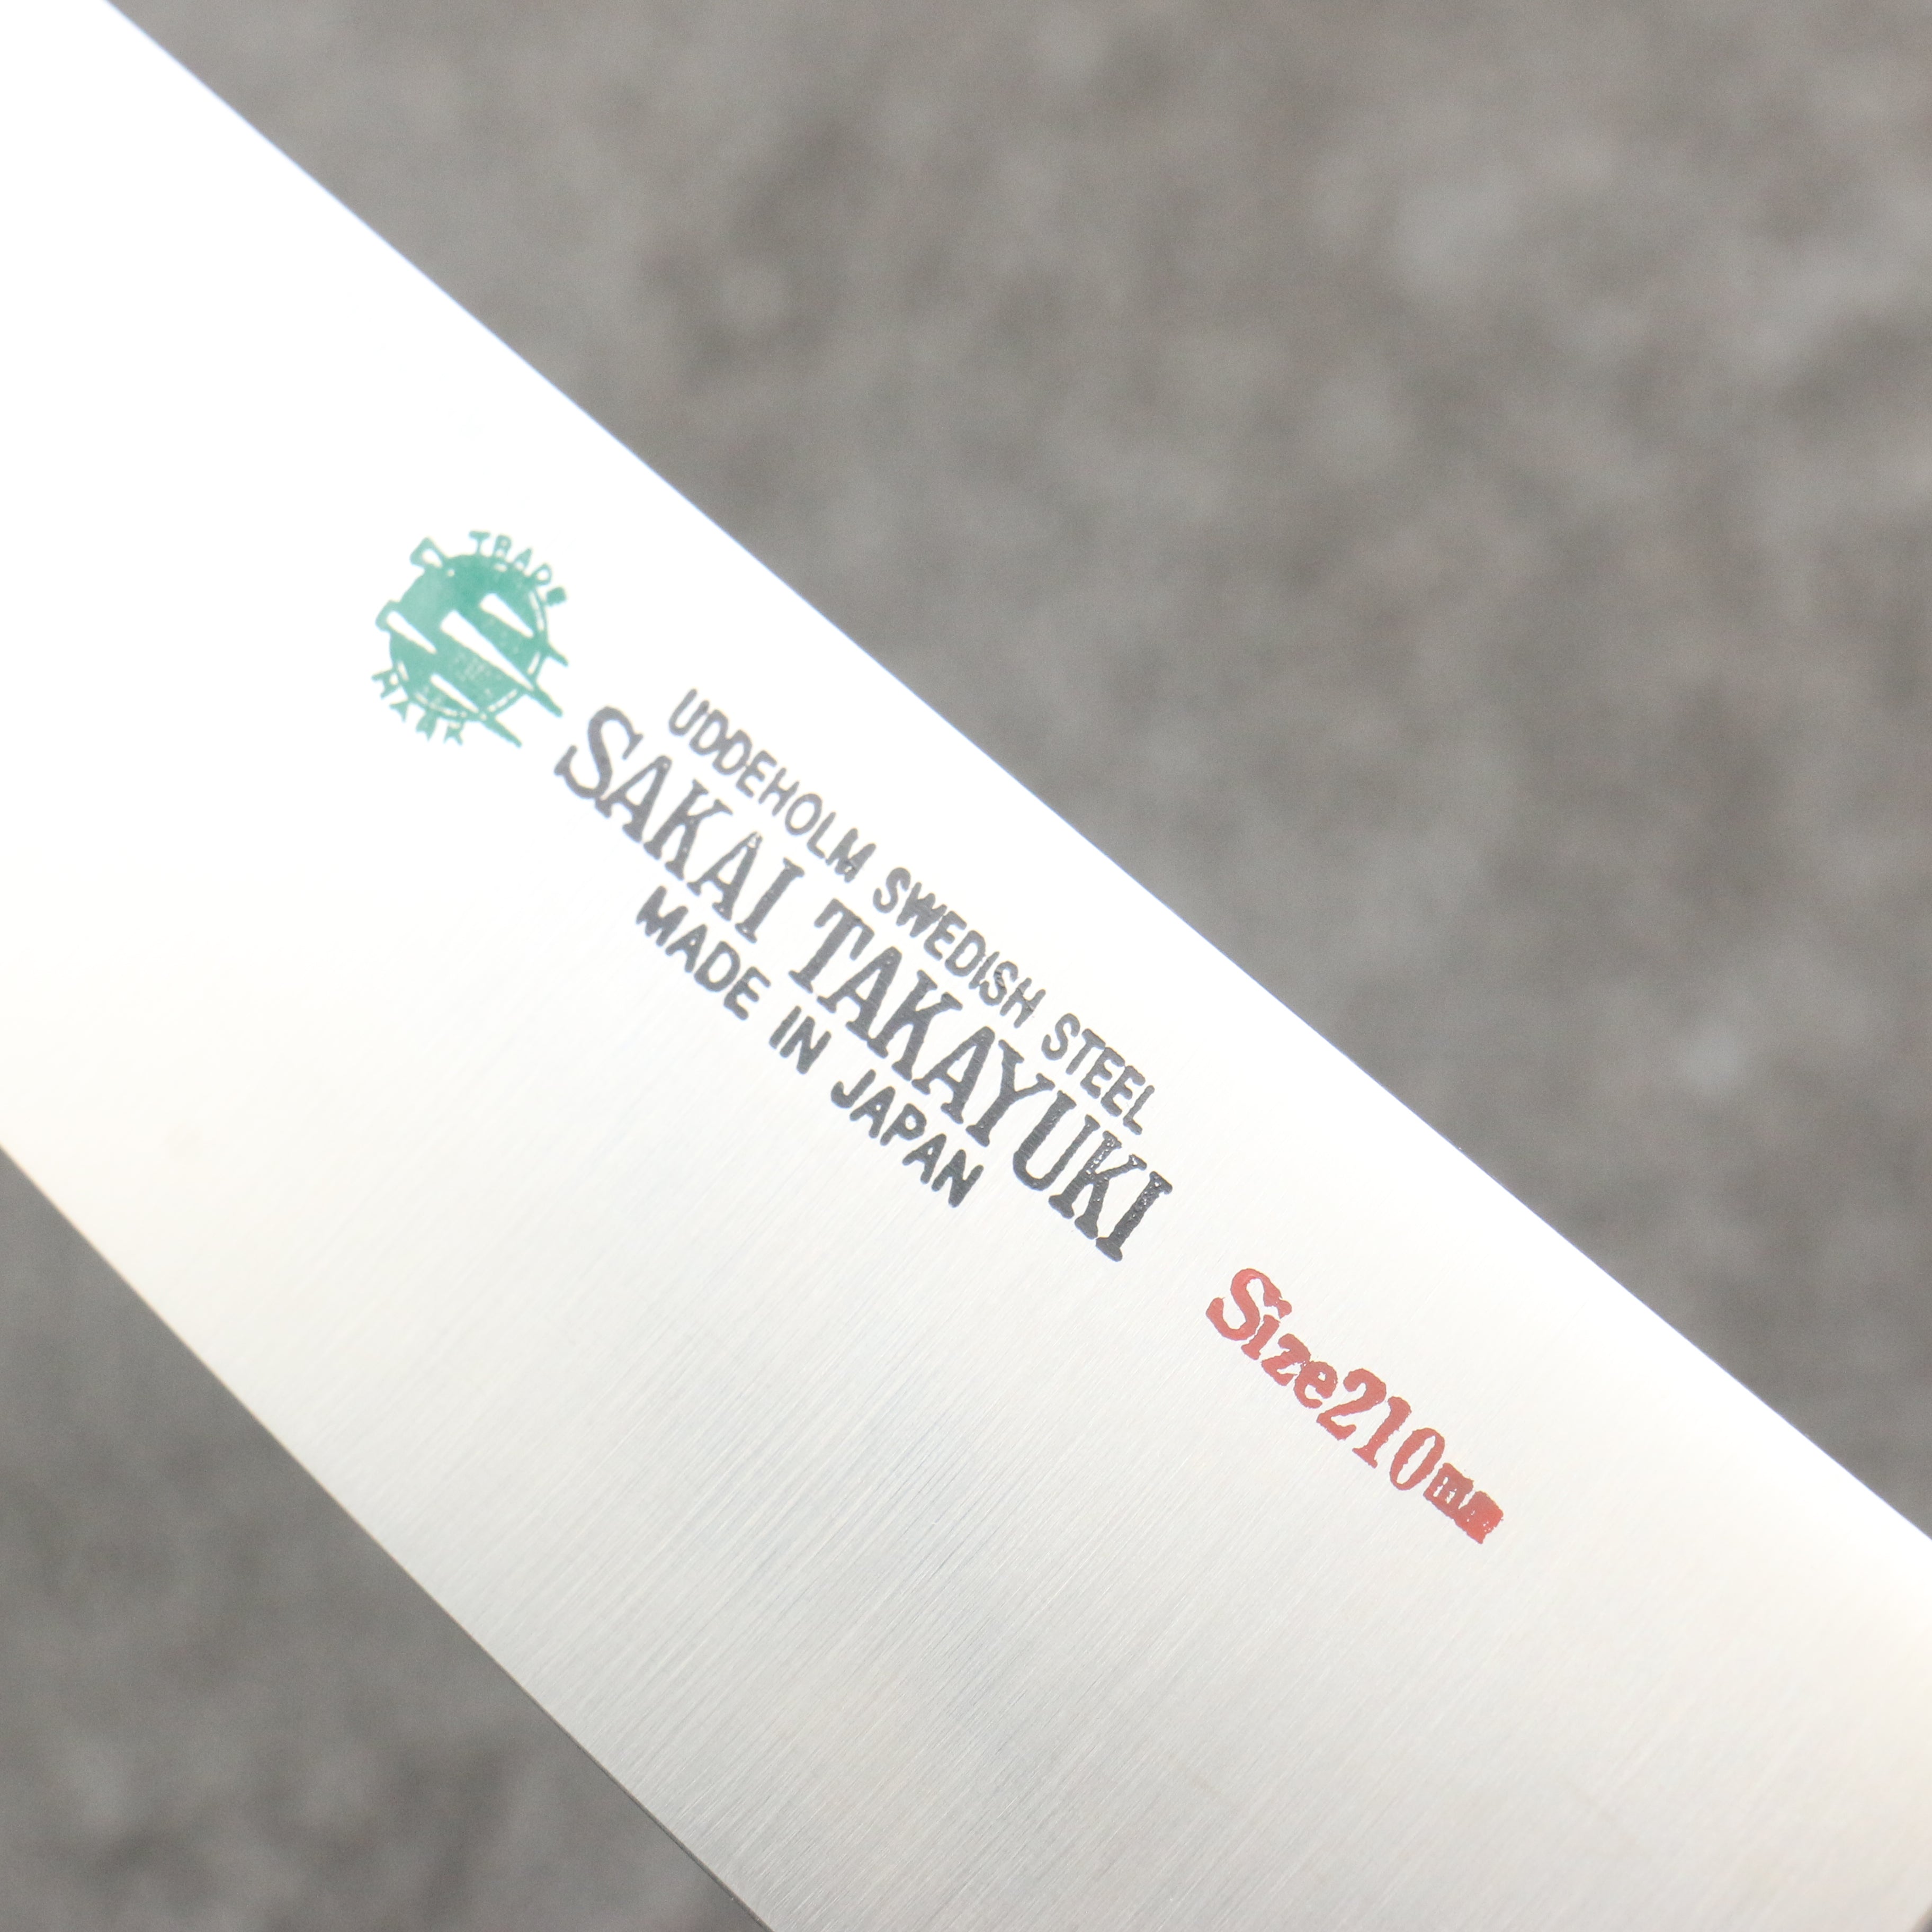 TRADE
MARK
UDDEHOLM SWEDISH STEEL
SAKAI TAKAYUKI
MADE IN JAPAN
Size210mm